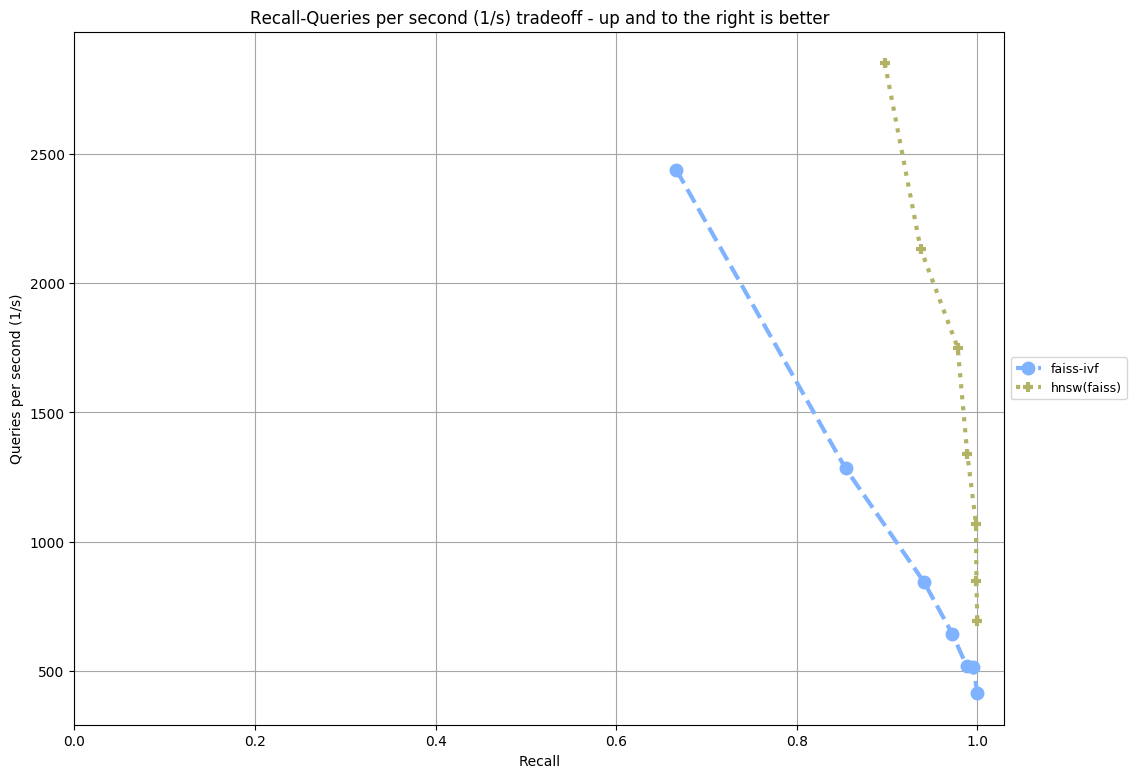 Recall-Queries per second (1/s) tradeoff - up and to the right is better
Queries per second (1/s)
2500
2000
1500
1000
500
0.0 0.2 0.4 0.6 0.8 1.0
Recall
faiss-ivf
hnsw(faiss)